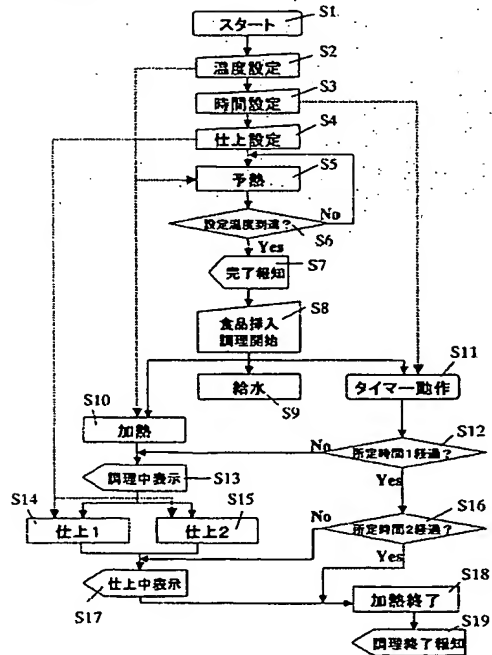 S1
スタート
S2
温度設定
S3
時間設定
S4
仕上設定
S5
予熱
No
設定温度到達?
S6
Yes
S7
完了報知
S8
食品挿入
調理開始
S11
給水
タイマー動作
S9
S10
加熱
S12
No
所定時間1経過?
調理中表示
S13
Yes
S14
S15
S16
仕上1
仕上2
No
所定時間2経過?
Yes
S18
仕上中表示
加熱終了
S17
S19
調理終了報知